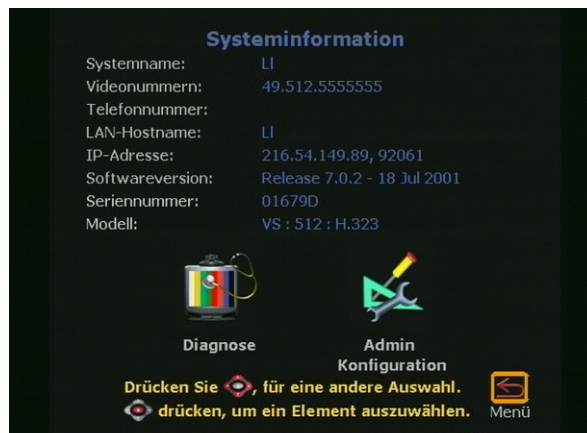 Systeminformation
Systemname: Ll
Videonummern: 49.512.5555555
Telefonnummer:
LAN-Hostname: Ll
IP-Adresse: 216.54.149.89, 92061
Softwareversion: Release 7.0.2 - 18 Jul 2001
Seriennummer: 01679D
Modell: VS : 512 : H.323
Diagnose
Admin
Konfiguration
Drücken Sie , für eine andere Auswahl.
drücken, um ein Element auszuwählen.
Menü